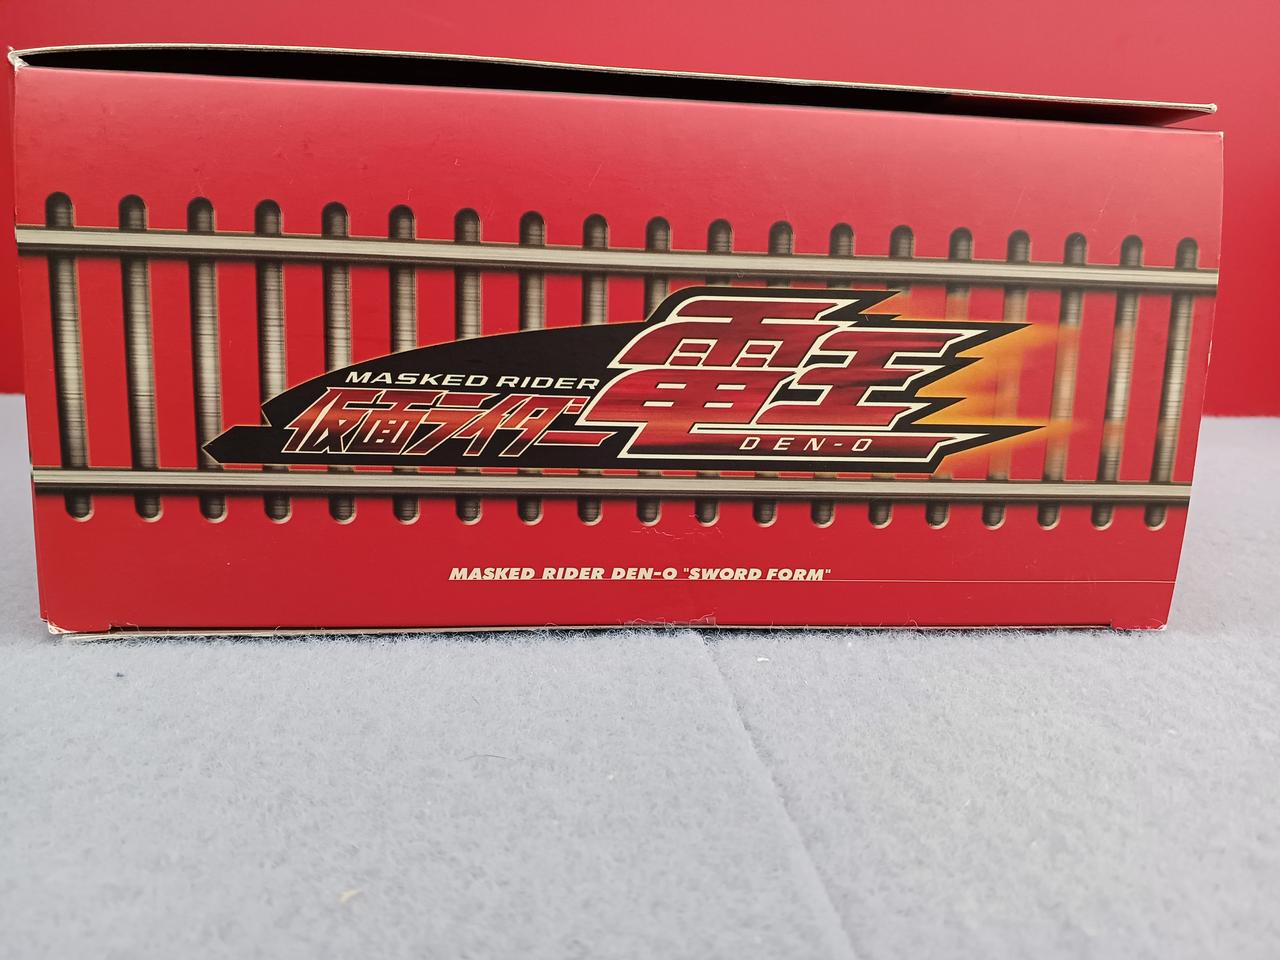 MASKED RIDER
仮面ライダー
電王
DEN-O
MASKED RIDER DEN-O "SWORD FORM"